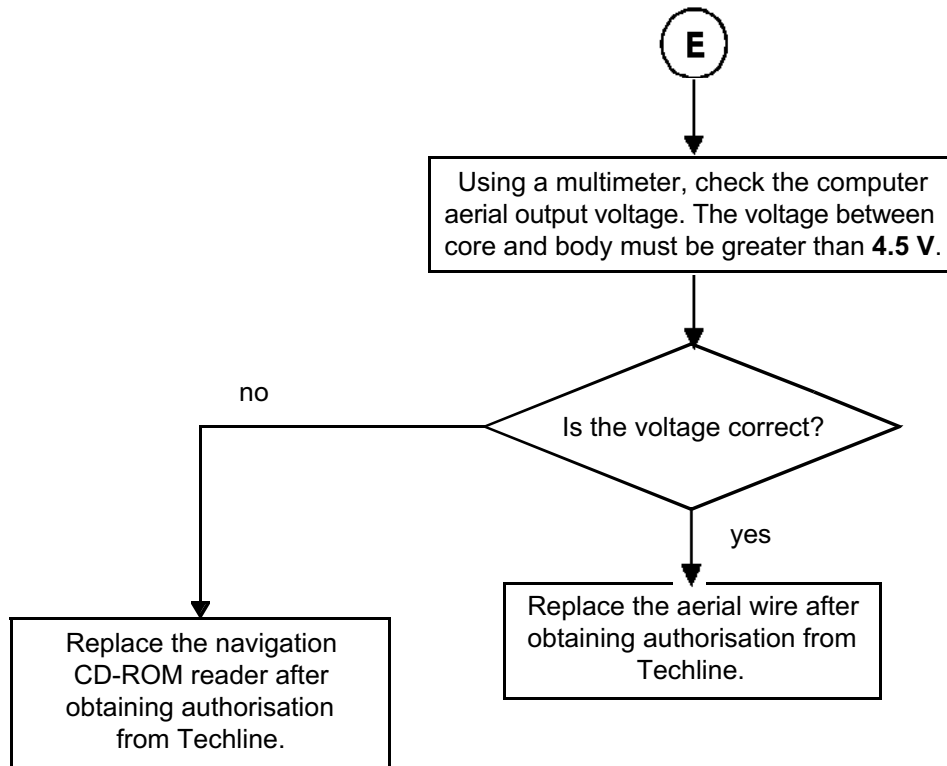 E
Using a multimeter, check the computer
aerial output voltage. The voltage between
core and body must be greater than 4.5 V.
Is the voltage correct?
no
yes
Replace the aerial wire after
obtaining authorisation from
Techline.
Replace the navigation
CD-ROM reader after
obtaining authorisation
from Techline.